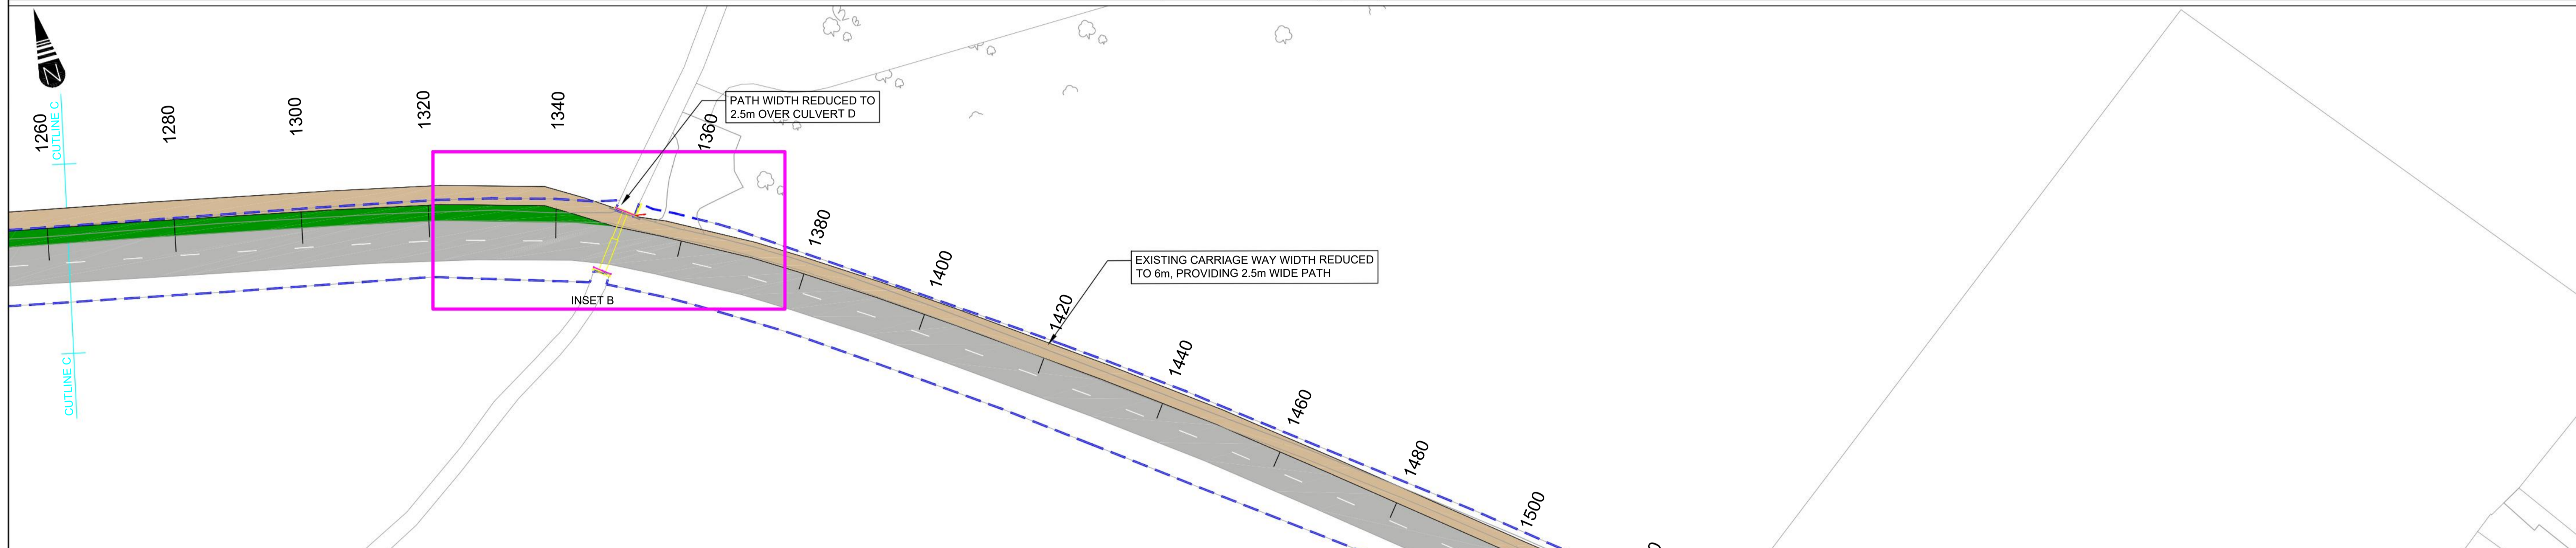 N
CUTLINE C
1260
1280
1300
1320
1340
PATH WIDTH REDUCED TO
2.5m OVER CULVERT D
1360
1380
1400
EXISTING CARRIAGE WAY WIDTH REDUCED
TO 6m, PROVIDING 2.5m WIDE PATH
INSET B
1420
1440
1460
1480
1500
CUTLINE C